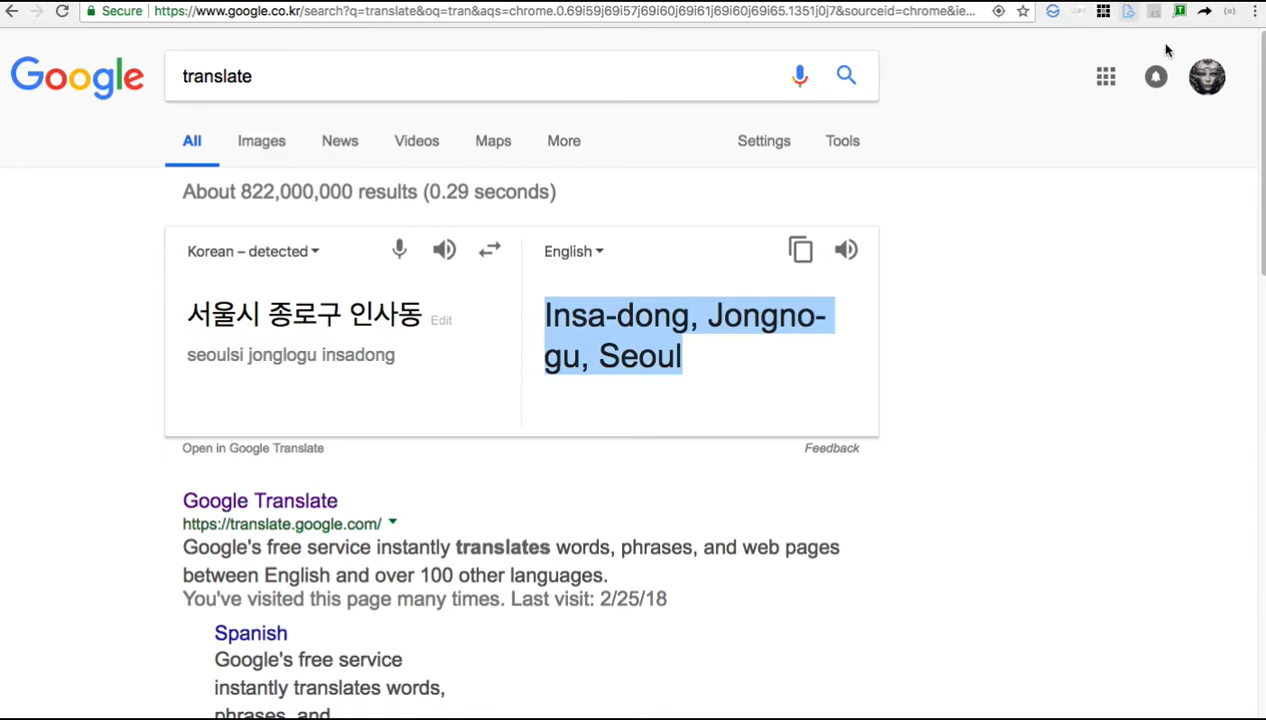 Secure https://www.google.co.kr/search?q=translate&oq=tran&aqs=chrome.0.69i59j69i57j69i60j69i61j69i60j69i65.1351j0j7&sourceid=chrome&ie...
Google translate
All Images News Videos Maps More Settings Tools
About 822,000,000 results (0.29 seconds)
Korean – detected
English
서울시 종로구 인사동 Edit
seoulsi jonglogu insadong
Insa-dong, Jongno-
gu, Seoul
Open in Google Translate
Feedback
Google Translate
https://translate.google.com/
Google's free service instantly translates words, phrases, and web pages
between English and over 100 other languages.
You've visited this page many times. Last visit: 2/25/18
Spanish
Google's free service
instantly translates words,
phrases, and